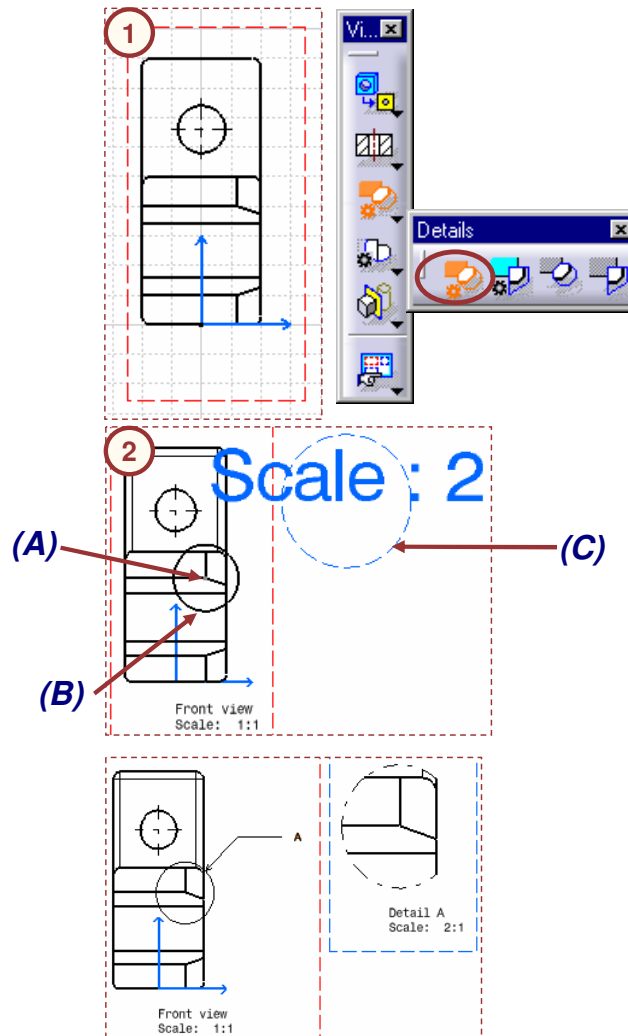 1
Vi...
Details
2
Scale : 2
(A)
(C)
(B)
Front view
Scale: 1:1
A
Detail A
Scale: 2:1
Front view
Scale: 1:1